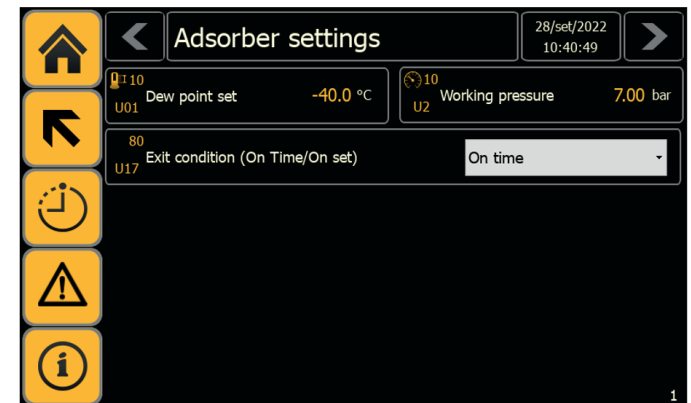 Adsorber settings
28/set/2022
10:40:49
10
U01
Dew point set
-40.0 °C
10
U2
Working pressure
7.00 bar
80
U17
Exit condition (On Time/On set)
On time
i
1